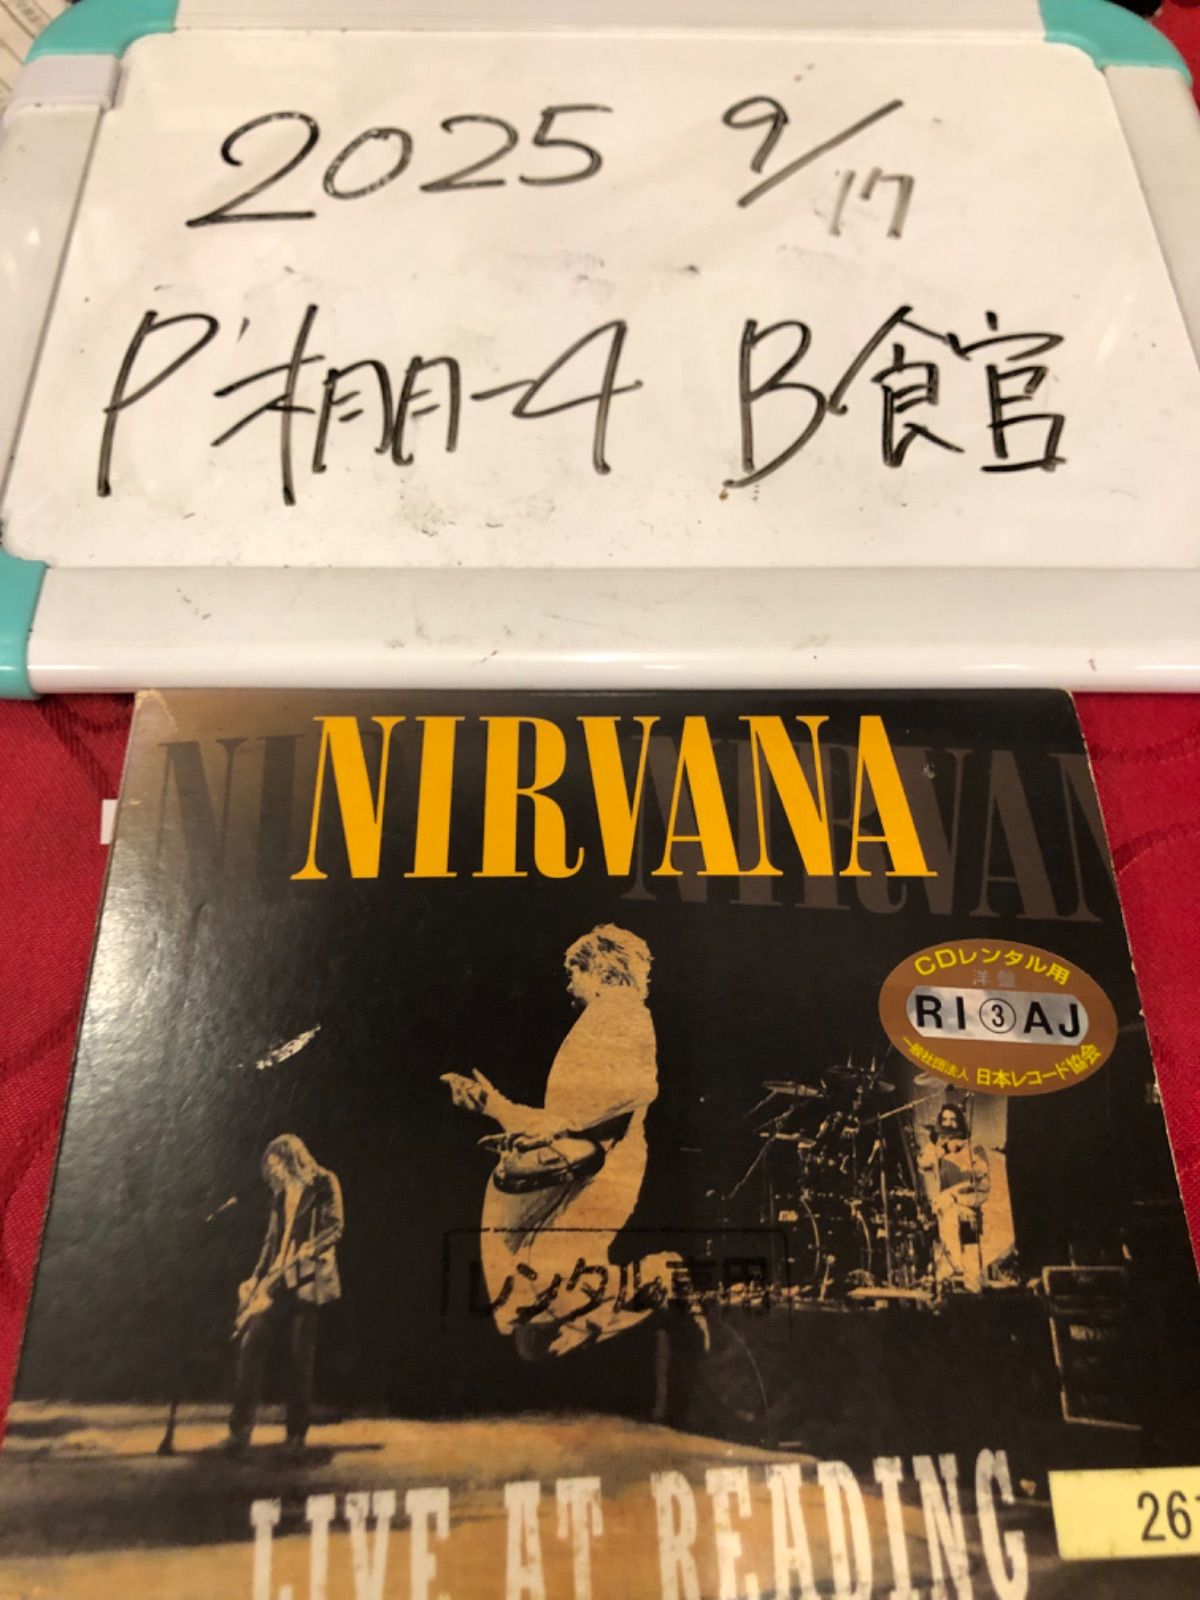 2025 9/17
P棚-4 B館
NIRVANA
NIRVANA
CDレンタル用
洋盤
RI③AJ
一般社団法人 日本レコード協会
レンタル専用
LIVE AT READING